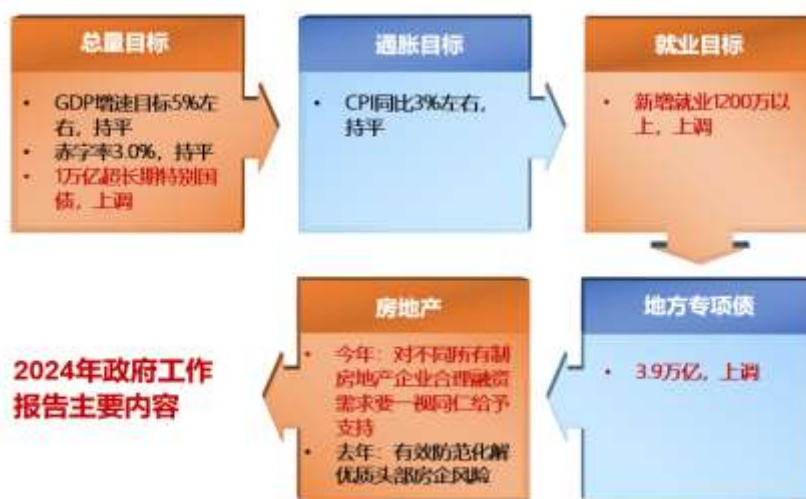 总量目标
• GDP增速目标5%左
右，持平
• 赤字率3.0%，持平
• 1万亿超长期特别国
债，上调
通胀目标
• CPI同比3%左右，
持平
就业目标
• 新增就业1200万以
上，上调
地方专项债
• 3.9万亿，上调
房地产
• 今年：对不同所有制
房地产企业合理融资
需求要一视同仁给予
支持
• 去年：有效防范化解
优质头部房企风险
2024年政府工作
报告主要内容